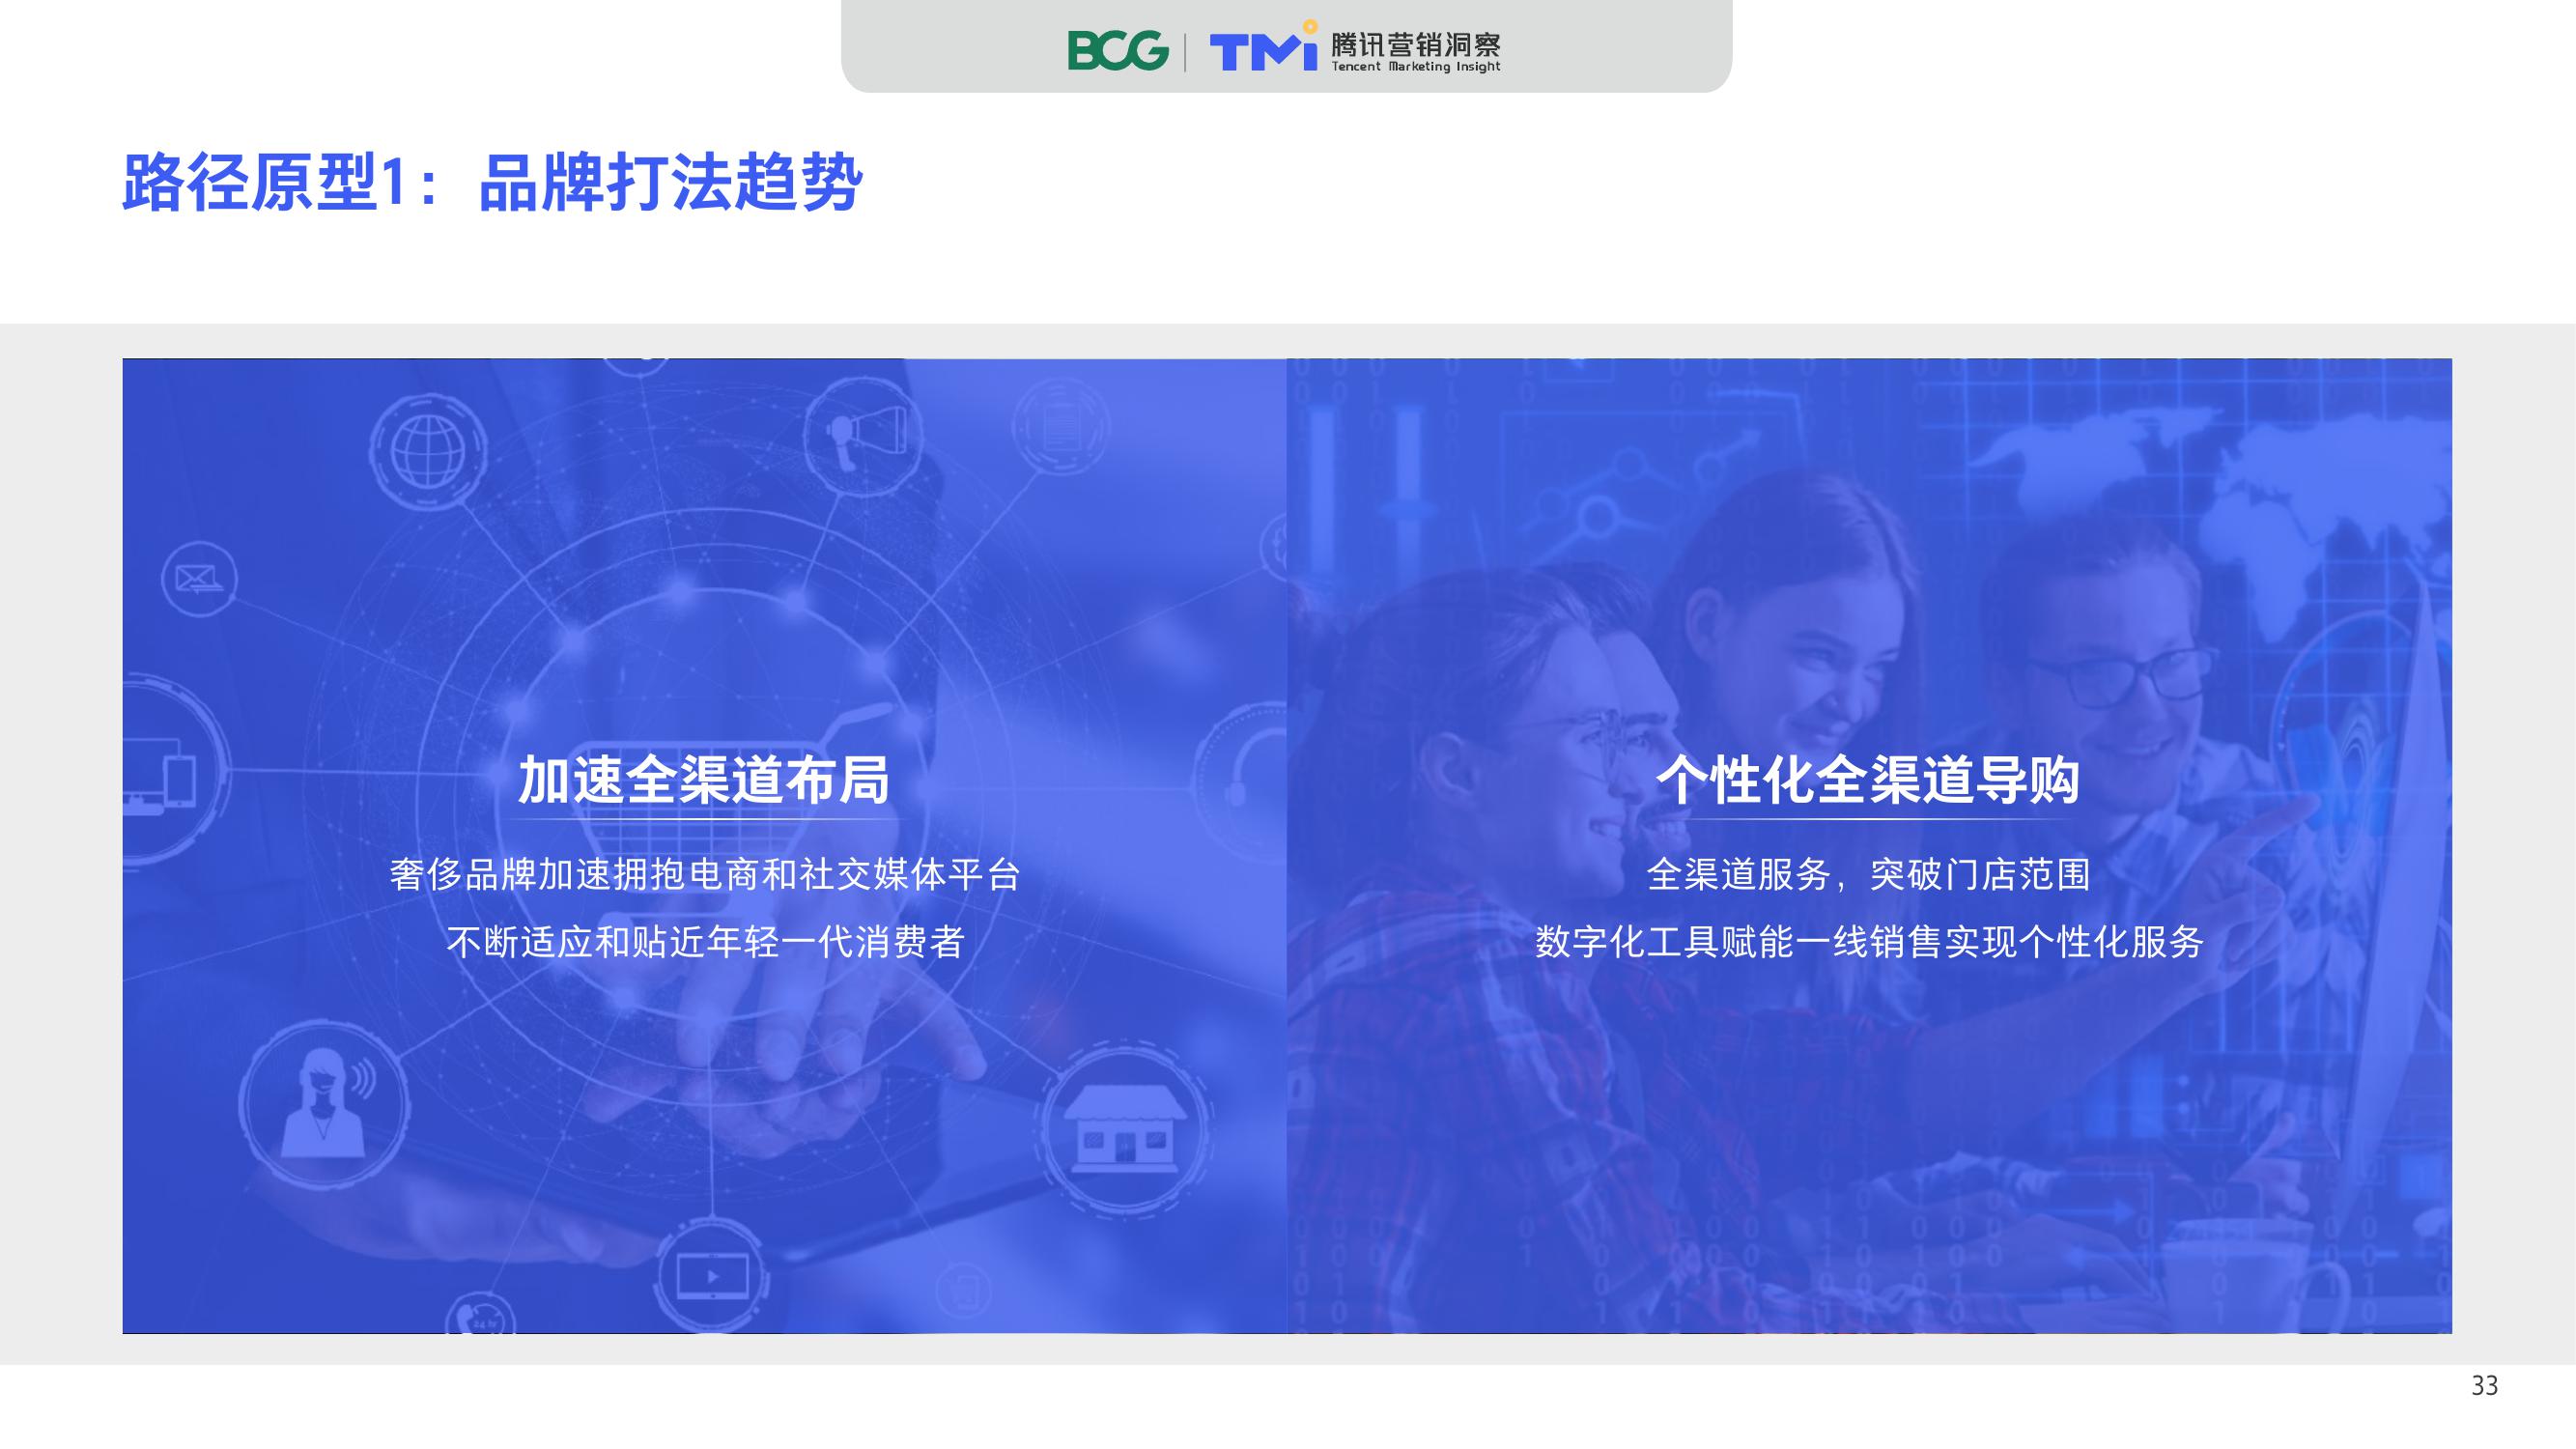 BCG
TMi 腾讯营销洞察
Tencent Marketing Insight
路径原型1：品牌打法趋势
加速全渠道布局
奢侈品牌加速拥抱电商和社交媒体平台
不断适应和贴近年轻一代消费者
个性化全渠道导购
全渠道服务，突破门店范围
数字化工具赋能一线销售实现个性化服务
24 hr
33